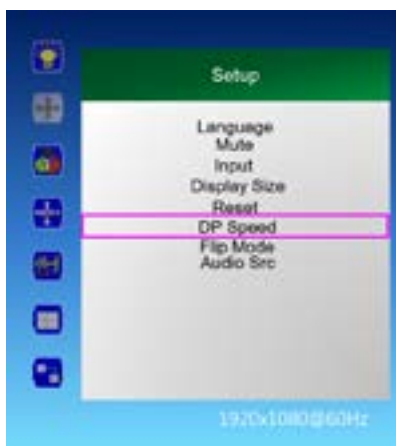 Setup
Language
Mute
Input
Display Size
Reset
DP Speed
Flip Mode
Audio Src
1920x1080@60Hz